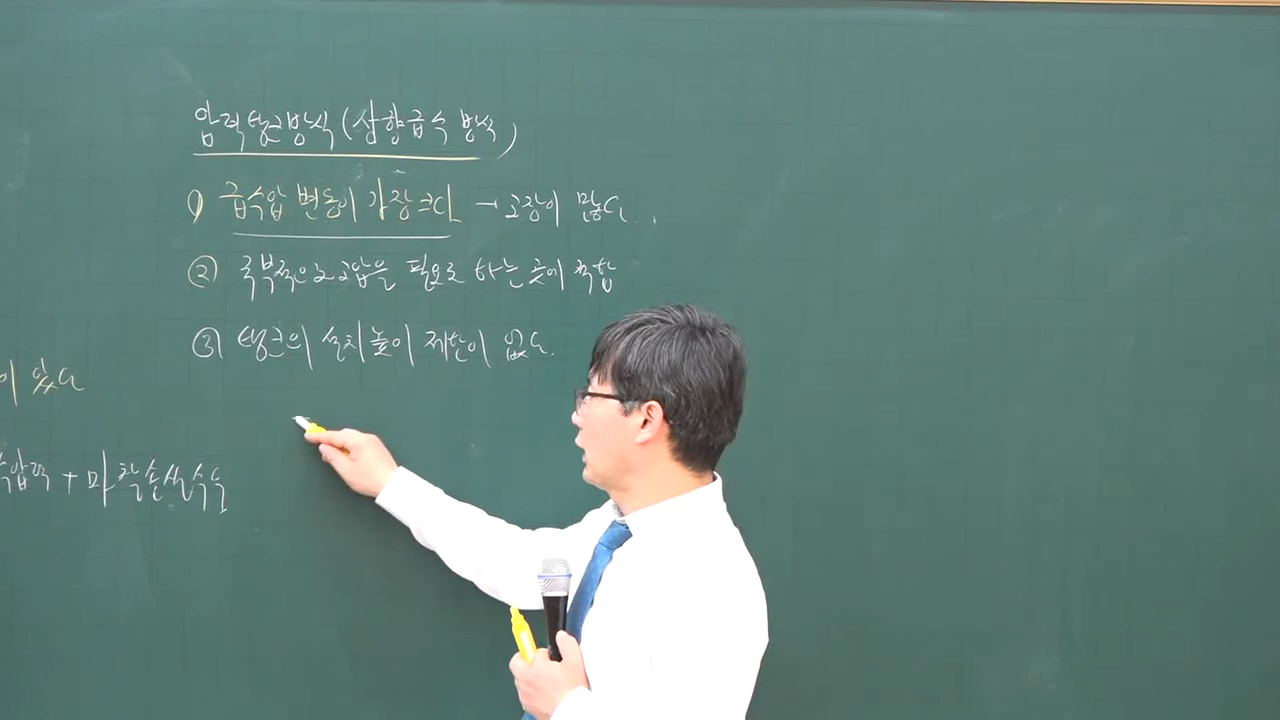 압력탱크방식(상향급수 방식)
① 급수압 변동이 가장 크다 → 고장이 많다.
② 국부적으로 고압을 필요로 하는 곳에 적합
③ 탱크의 설치높이 제한이 없다.
이 있다
압력 + 마찰손실수두